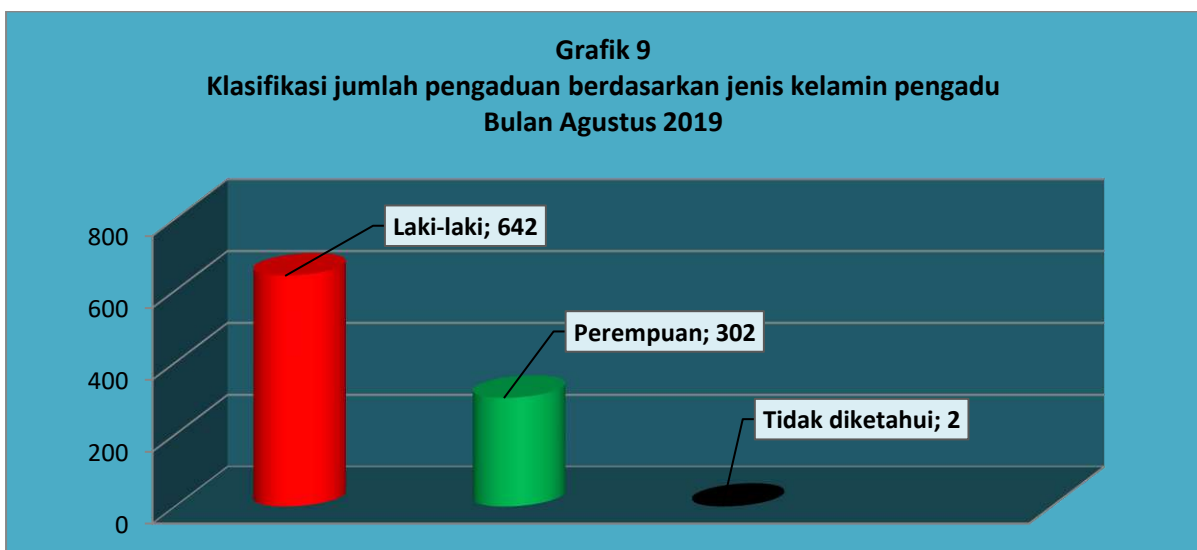 Grafik 9
Klasifikasi jumlah pengaduan berdasarkan jenis kelamin pengadu
Bulan Agustus 2019
800
600
400
200
0
Laki-laki; 642
Perempuan; 302
Tidak diketahui; 2